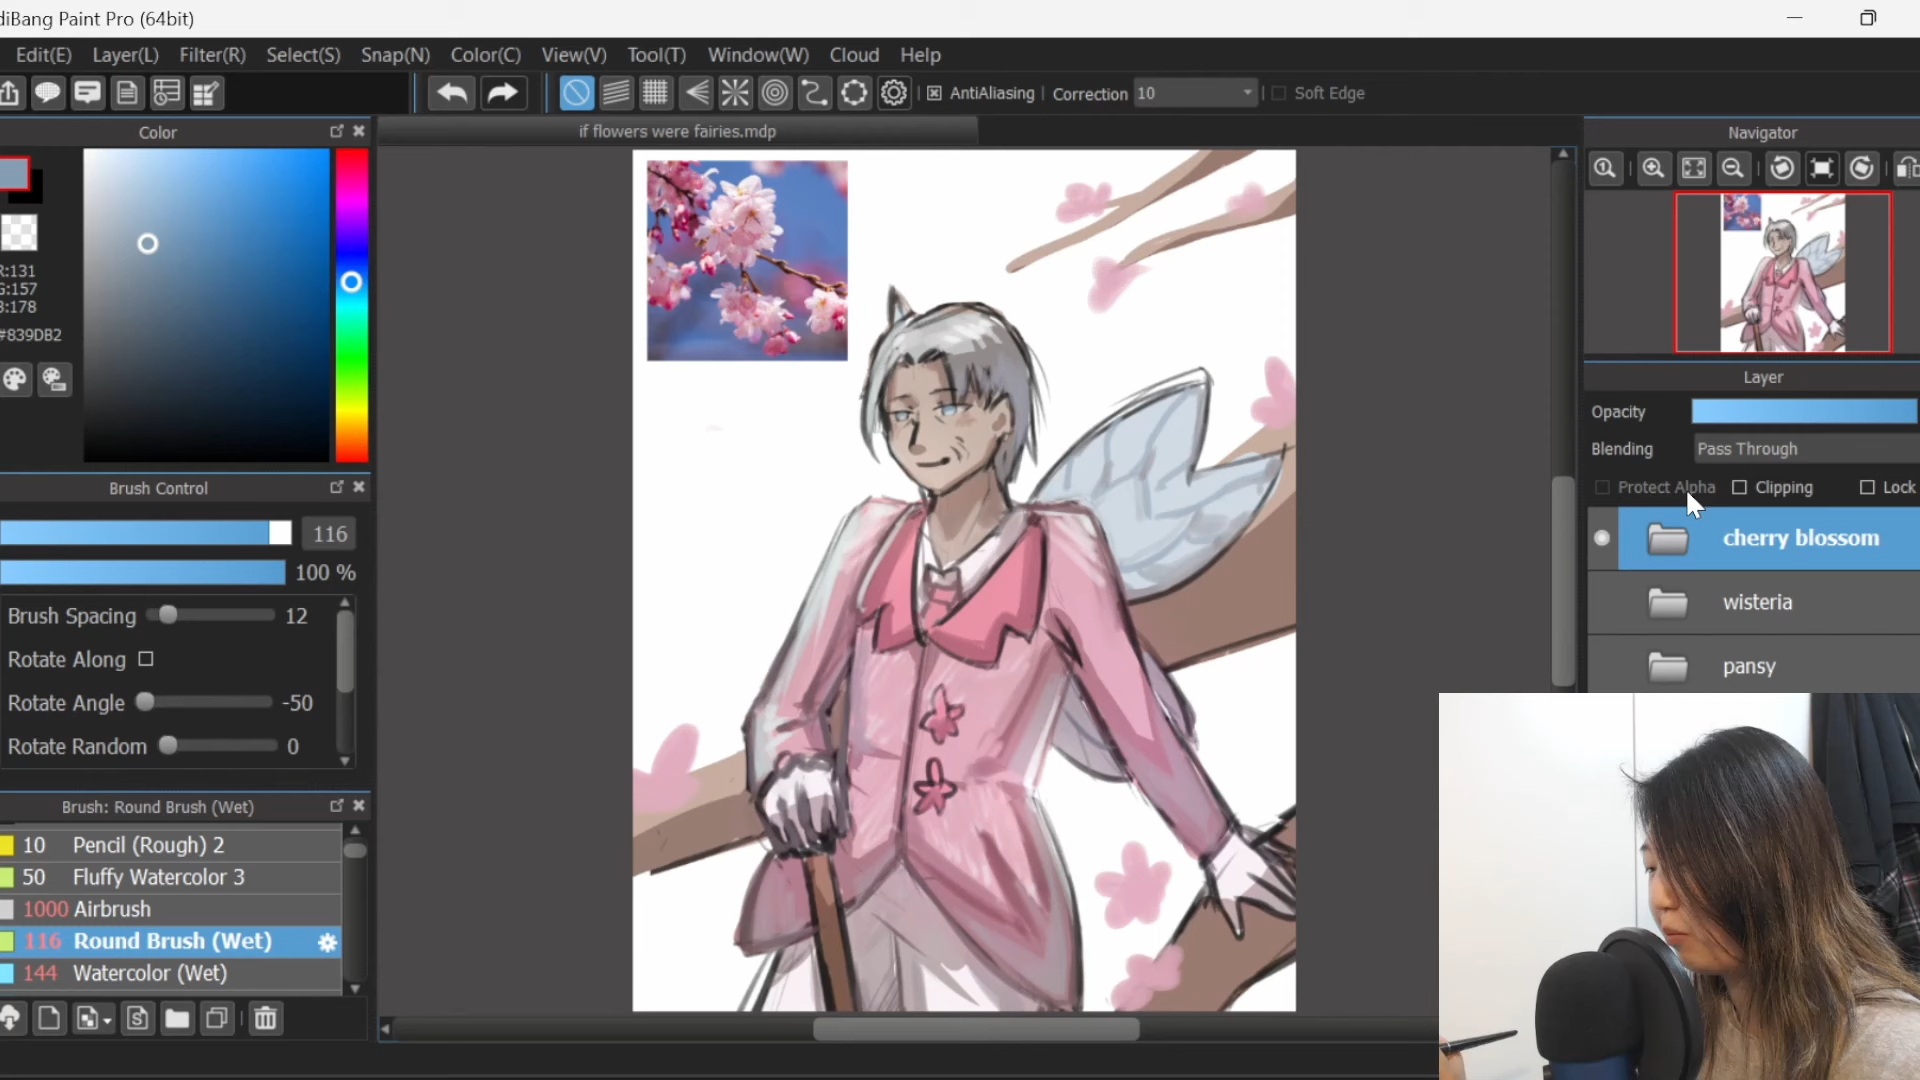 diBang Paint Pro (64bit)
Edit(E) Layer(L) Filter(R) Select(S) Snap(N) Color(C) View(V) Tool(T) Window(W) Cloud Help
AntiAliasing Correction 10 Soft Edge
Color
if flowers were fairies.mdp
Navigator
R:131
G:157
B:178
#839DB2
Layer
Opacity
Blending Pass Through
Protect Alpha Clipping Lock
cherry blossom
wisteria
pansy
Brush Control
116
100 %
Brush Spacing 12
Rotate Along
Rotate Angle -50
Rotate Random 0
Brush: Round Brush (Wet)
10 Pencil (Rough) 2
50 Fluffy Watercolor 3
1000 Airbrush
116 Round Brush (Wet)
144 Watercolor (Wet)